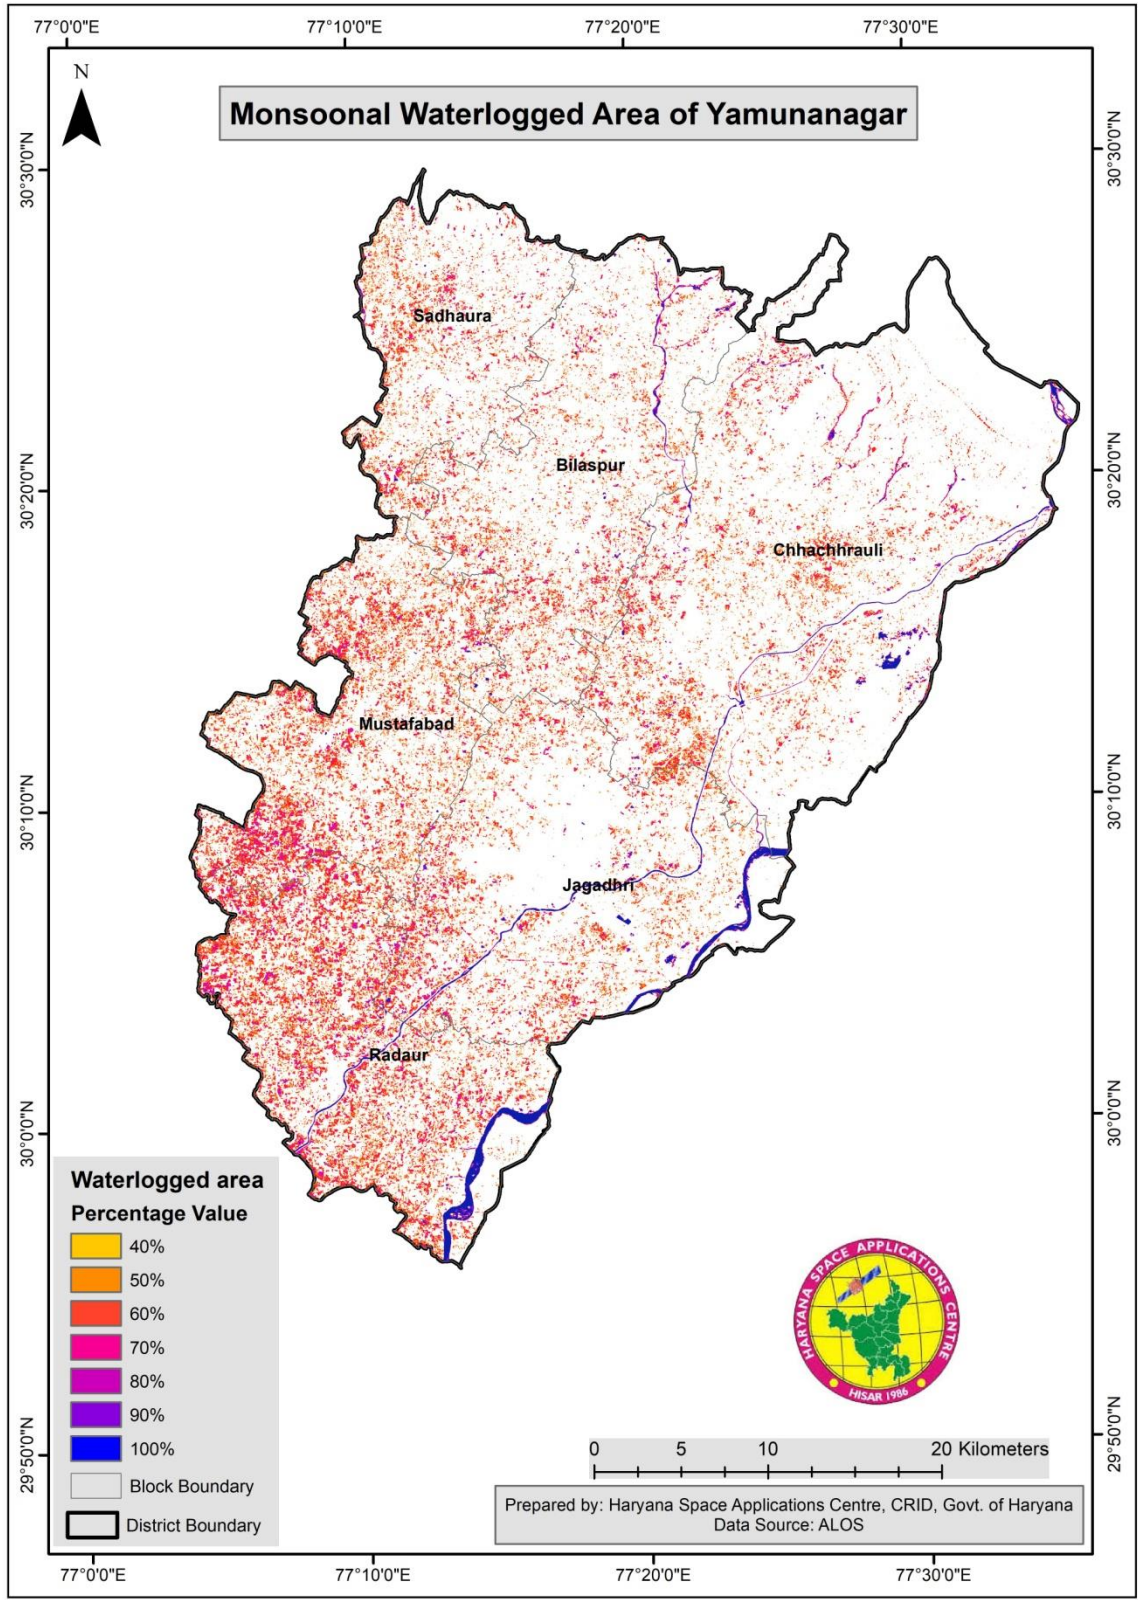 77°0'0"E 77°10'0"E 77°20'0"E 77°30'0"E
N
Monsoonal Waterlogged Area of Yamunanagar
30°30'0"N 30°30'0"N
Sadhaura
Bilaspur
30°20'0"N 30°20'0"N
Chhachhrauli
Mustafabad
30°10'0"N 30°10'0"N
Jagadhri
Radaur
30°0'0"N 30°0'0"N
Waterlogged area
Percentage Value
40%
50%
60%
70%
80%
90%
100%
Block Boundary
District Boundary
HARYANA SPACE APPLICATIONS CENTRE
HISAR 1986
29°50'0"N 29°50'0"N
0 5 10 20 Kilometers
Prepared by: Haryana Space Applications Centre, CRID, Govt. of Haryana
Data Source: ALOS
77°0'0"E 77°10'0"E 77°20'0"E 77°30'0"E